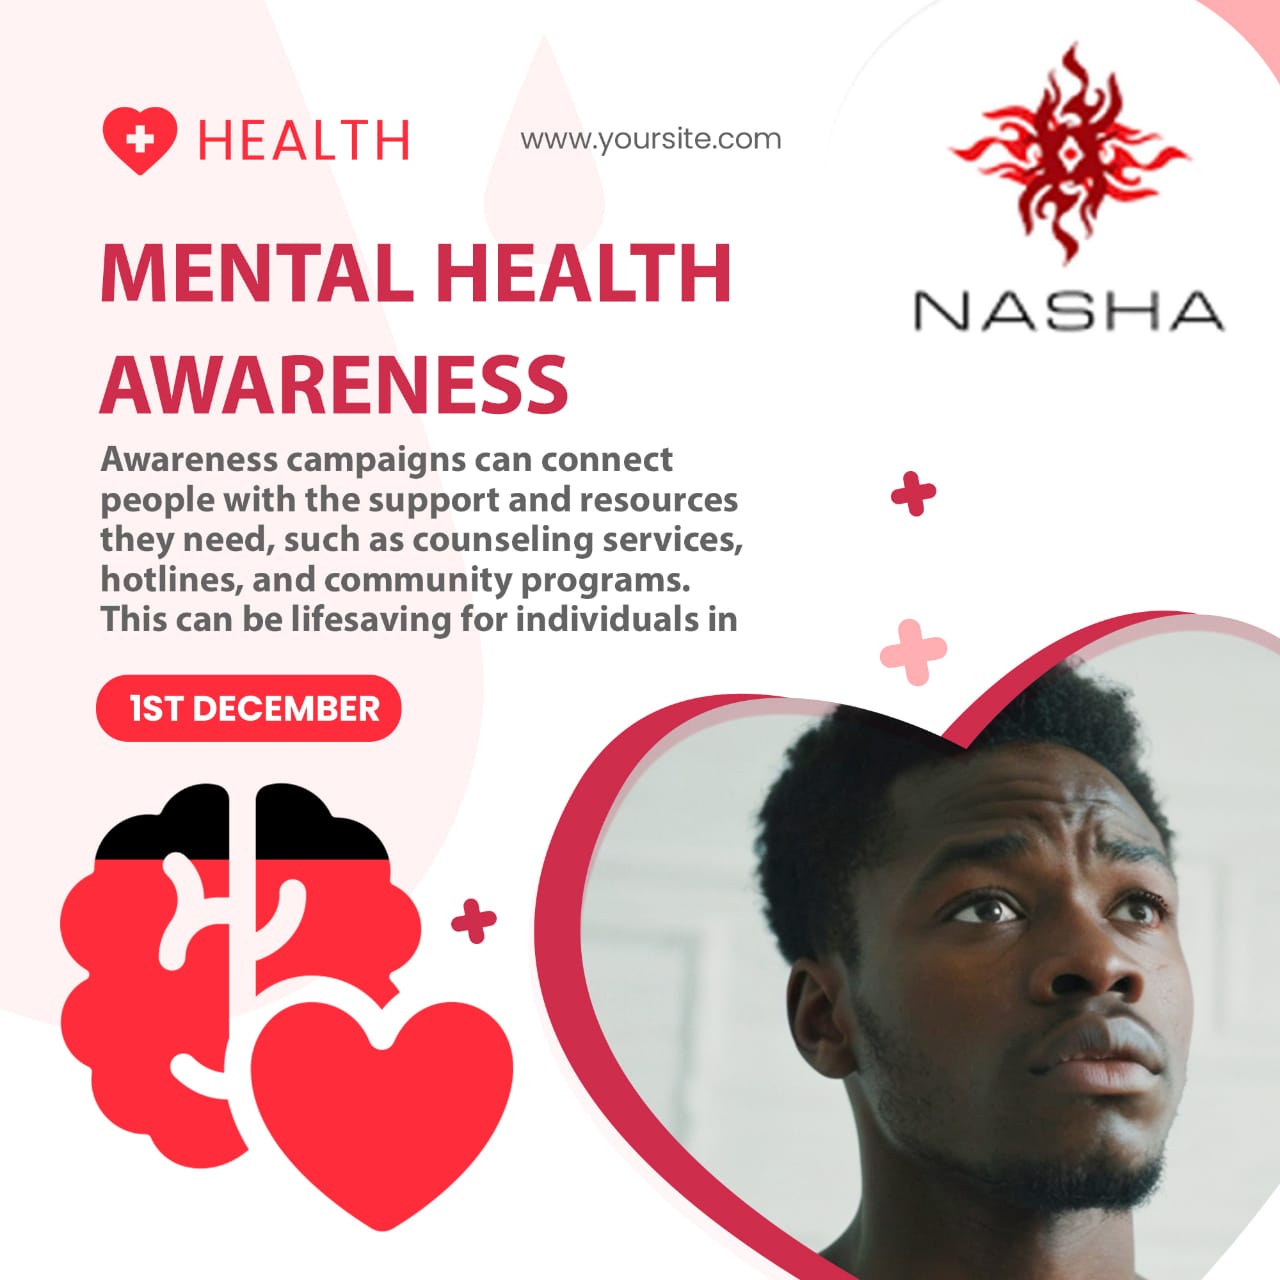 HEALTH
www.yoursite.com
NASHA
MENTAL HEALTH
AWARENESS
Awareness campaigns can connect
people with the support and resources
they need, such as counseling services,
hotlines, and community programs.
This can be lifesaving for individuals in
1ST DECEMBER